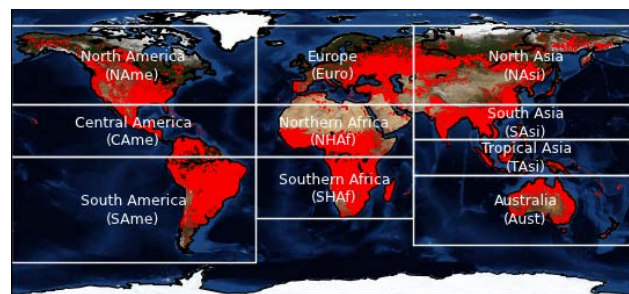 North America
(NAme)
Europe
(Euro)
North Asia
(NAsi)
Central America
(CAme)
Northern Africa
(NHAf)
South Asia
(SAsi)
Tropical Asia
(TAsi)
South America
(SAme)
Southern Africa
(SHAf)
Australia
(Aust)